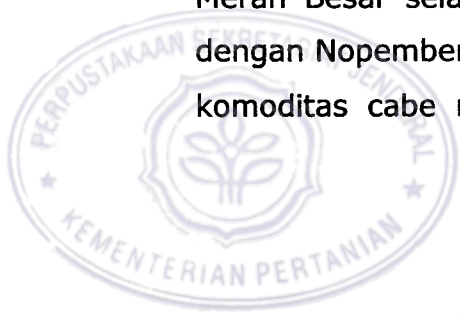 Merah Besar sela
dengan Nopember
komoditas cabe
PERPUSTAKAAN SEKRETARIAT JENDERAL
KEMENTERIAN PERTANIAN